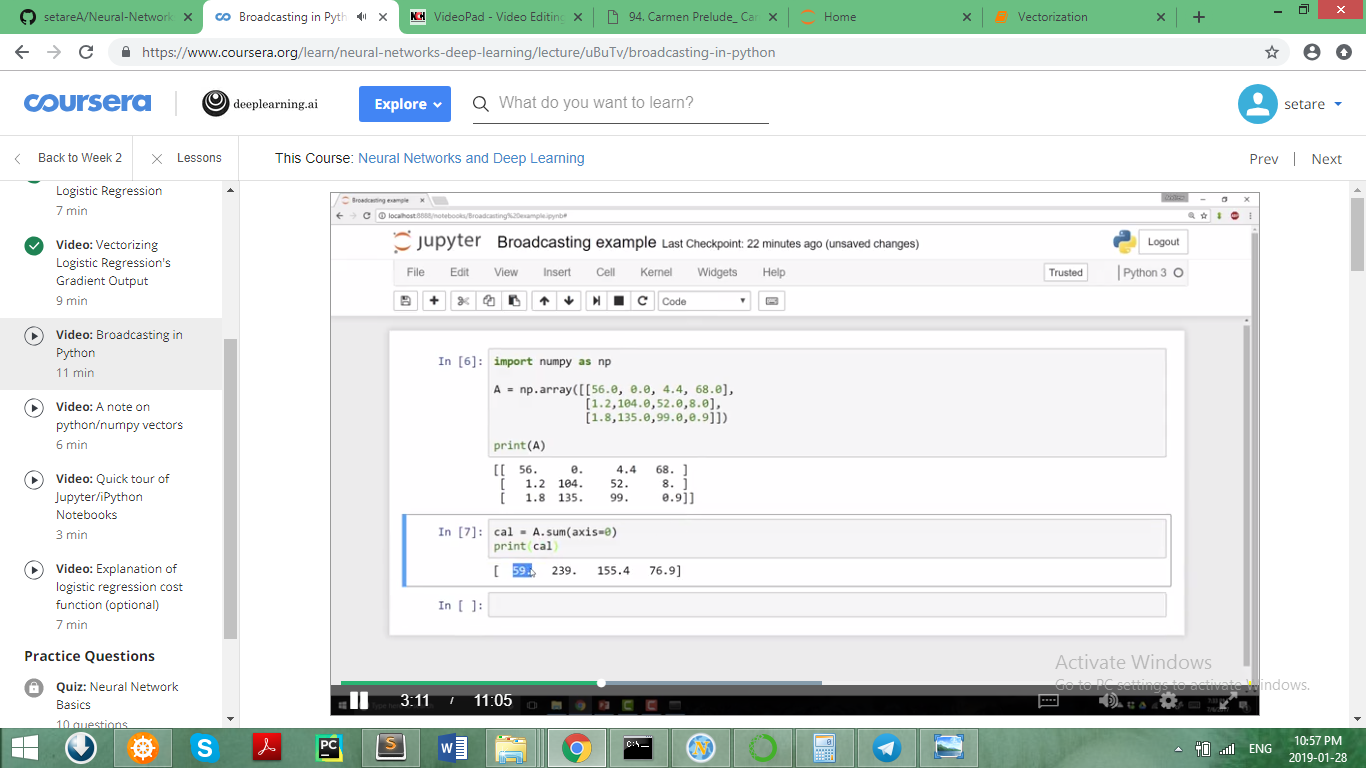 setareA/Neural-Network
Broadcasting in Pyth
VideoPad - Video Editing
94. Carmen Prelude_ Car
Home
Vectorization
https://www.coursera.org/learn/neural-networks-deep-learning/lecture/uBuTv/broadcasting-in-python
coursera
deeplearning.ai
Explore
What do you want to learn?
setare
Back to Week 2
Lessons
This Course: Neural Networks and Deep Learning
Prev | Next
Logistic Regression
7 min
Video: Vectorizing
Logistic Regression's
Gradient Output
9 min
Video: Broadcasting in
Python
11 min
Video: A note on
python/numpy vectors
6 min
Video: Quick tour of
Jupyter/iPython
Notebooks
3 min
Video: Explanation of
logistic regression cost
function (optional)
7 min
Practice Questions
Quiz: Neural Network
Basics
10 questions
Broadcasting example
localhost:8888/notebooks/Broadcasting%20example.ipynb#
jupyter Broadcasting example Last Checkpoint: 22 minutes ago (unsaved changes)
Logout
File Edit View Insert Cell Kernel Widgets Help
Trusted
Python 3
Code
In [6]: import numpy as np
A = np.array([[56.0, 0.0, 4.4, 68.0],
[1.2,104.0,52.0,8.0],
[1.8,135.0,99.0,0.9]])
print(A)
[[ 56. 0. 4.4 68. ]
[ 1.2 104. 52. 8. ]
[ 1.8 135. 99. 0.9]]
In [7]: cal = A.sum(axis=0)
print(cal)
[ 59. 239. 155.4 76.9]
In [ ]:
Activate Windows
Go to PC settings to activate Windows.
3:11 / 11:05
ENG
10:57 PM
2019-01-28